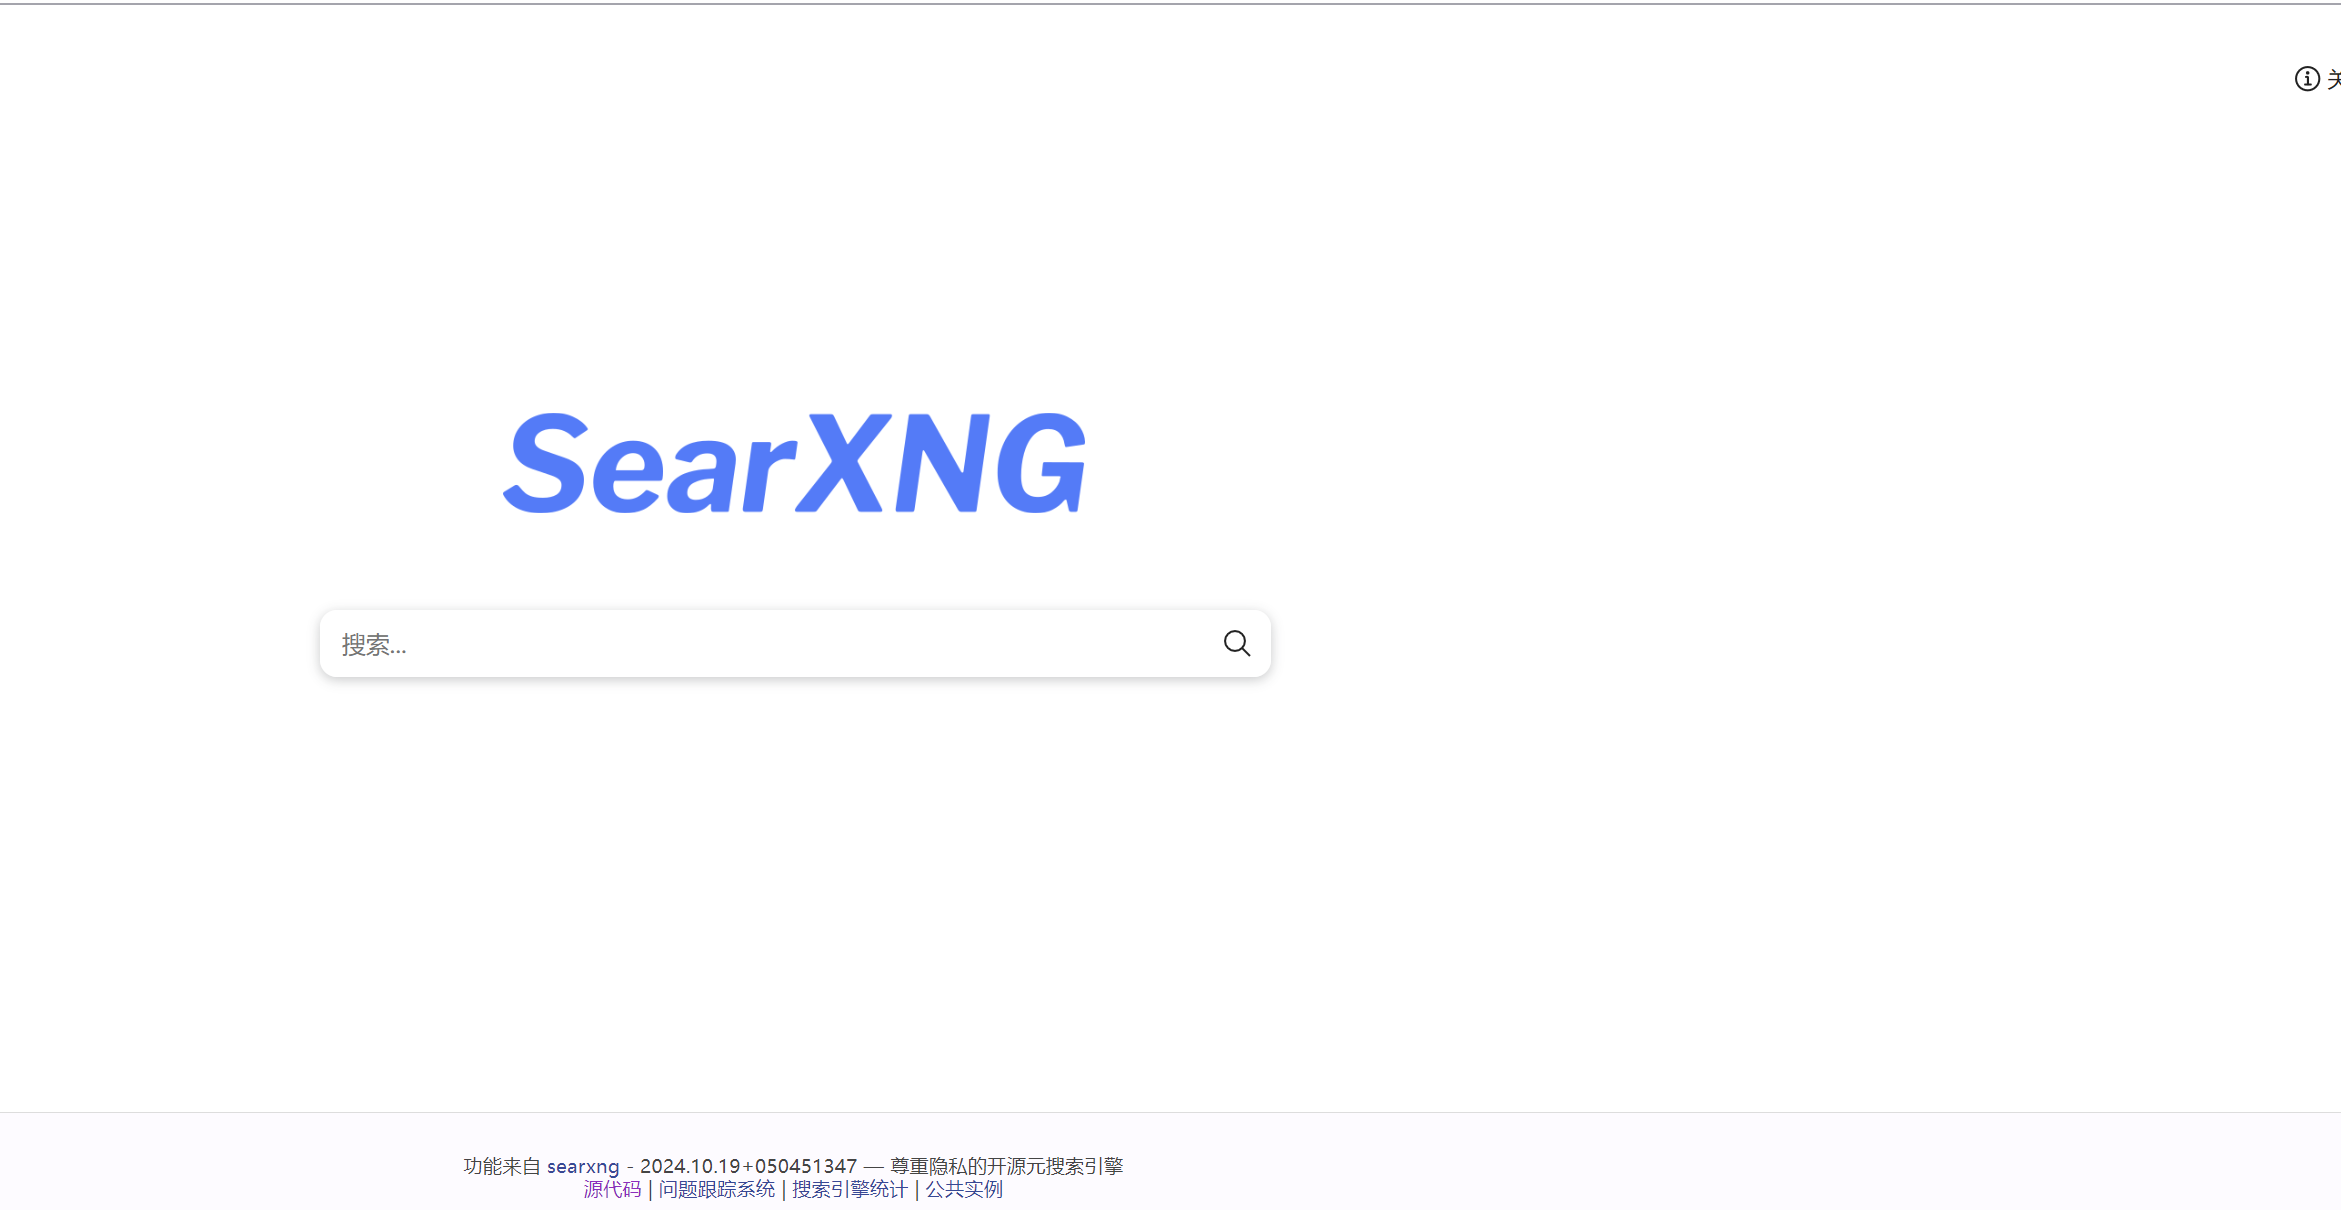 关
SearXNG
搜索...
功能来自 searxng - 2024.10.19+050451347 — 尊重隐私的开源元搜索引擎
源代码 | 问题跟踪系统 | 搜索引擎统计 | 公共实例